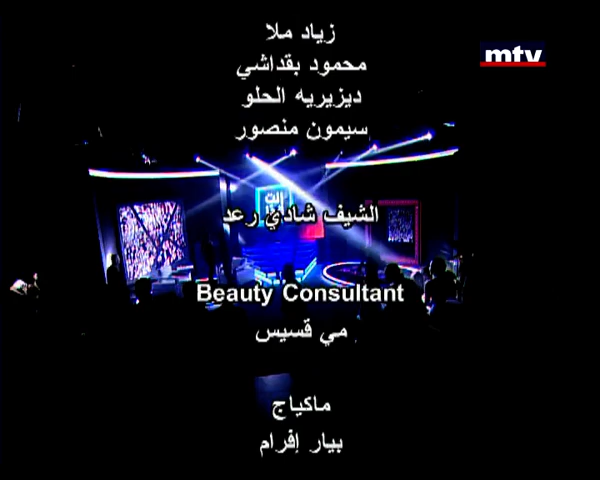 زياد ملا
mtv
محمود بقداشي
ديزيريه الحلو
سيمون منصور
الشيف شادي رعد
Beauty Consultant
مي قسيس
ماكياج
بيار إفرام